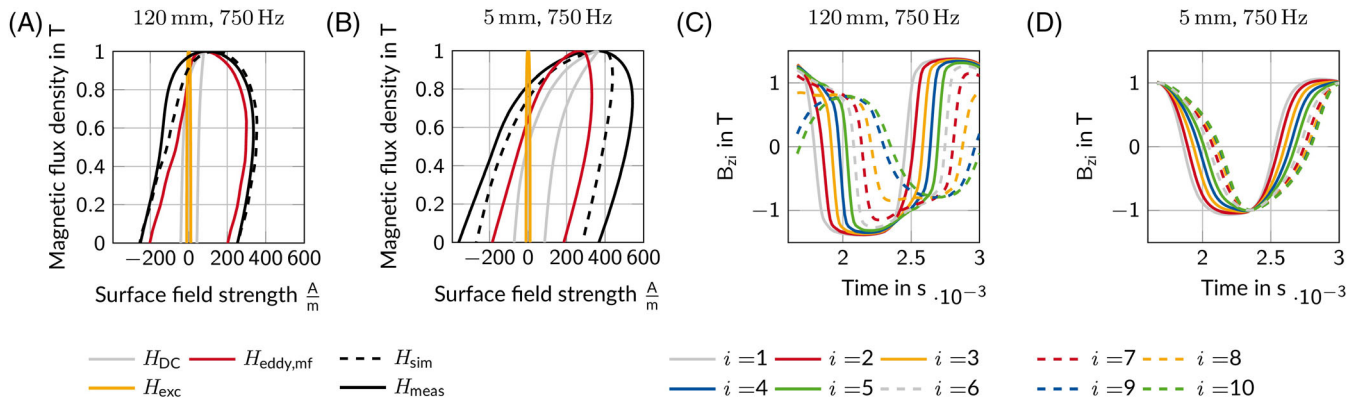 (A) 120 mm, 750 Hz
Magnetic flux density in T
1
0.8
0.6
0.4
0.2
0
−200 0 200 400 600
Surface field strength A/m
(B) 5 mm, 750 Hz
Magnetic flux density in T
1
0.8
0.6
0.4
0.2
0
−200 0 200 400 600
Surface field strength A/m
(C) 120 mm, 750 Hz
B_zi in T
1
0
−1
2 2.5 3
Time in s ·10^−3
(D) 5 mm, 750 Hz
B_zi in T
1
0
−1
2 2.5 3
Time in s ·10^−3
H_DC H_eddy,mf H_sim
H_exc H_meas
i =1 i =2 i =3
i =4 i =5 i =6
i =7 i =8
i =9 i =10